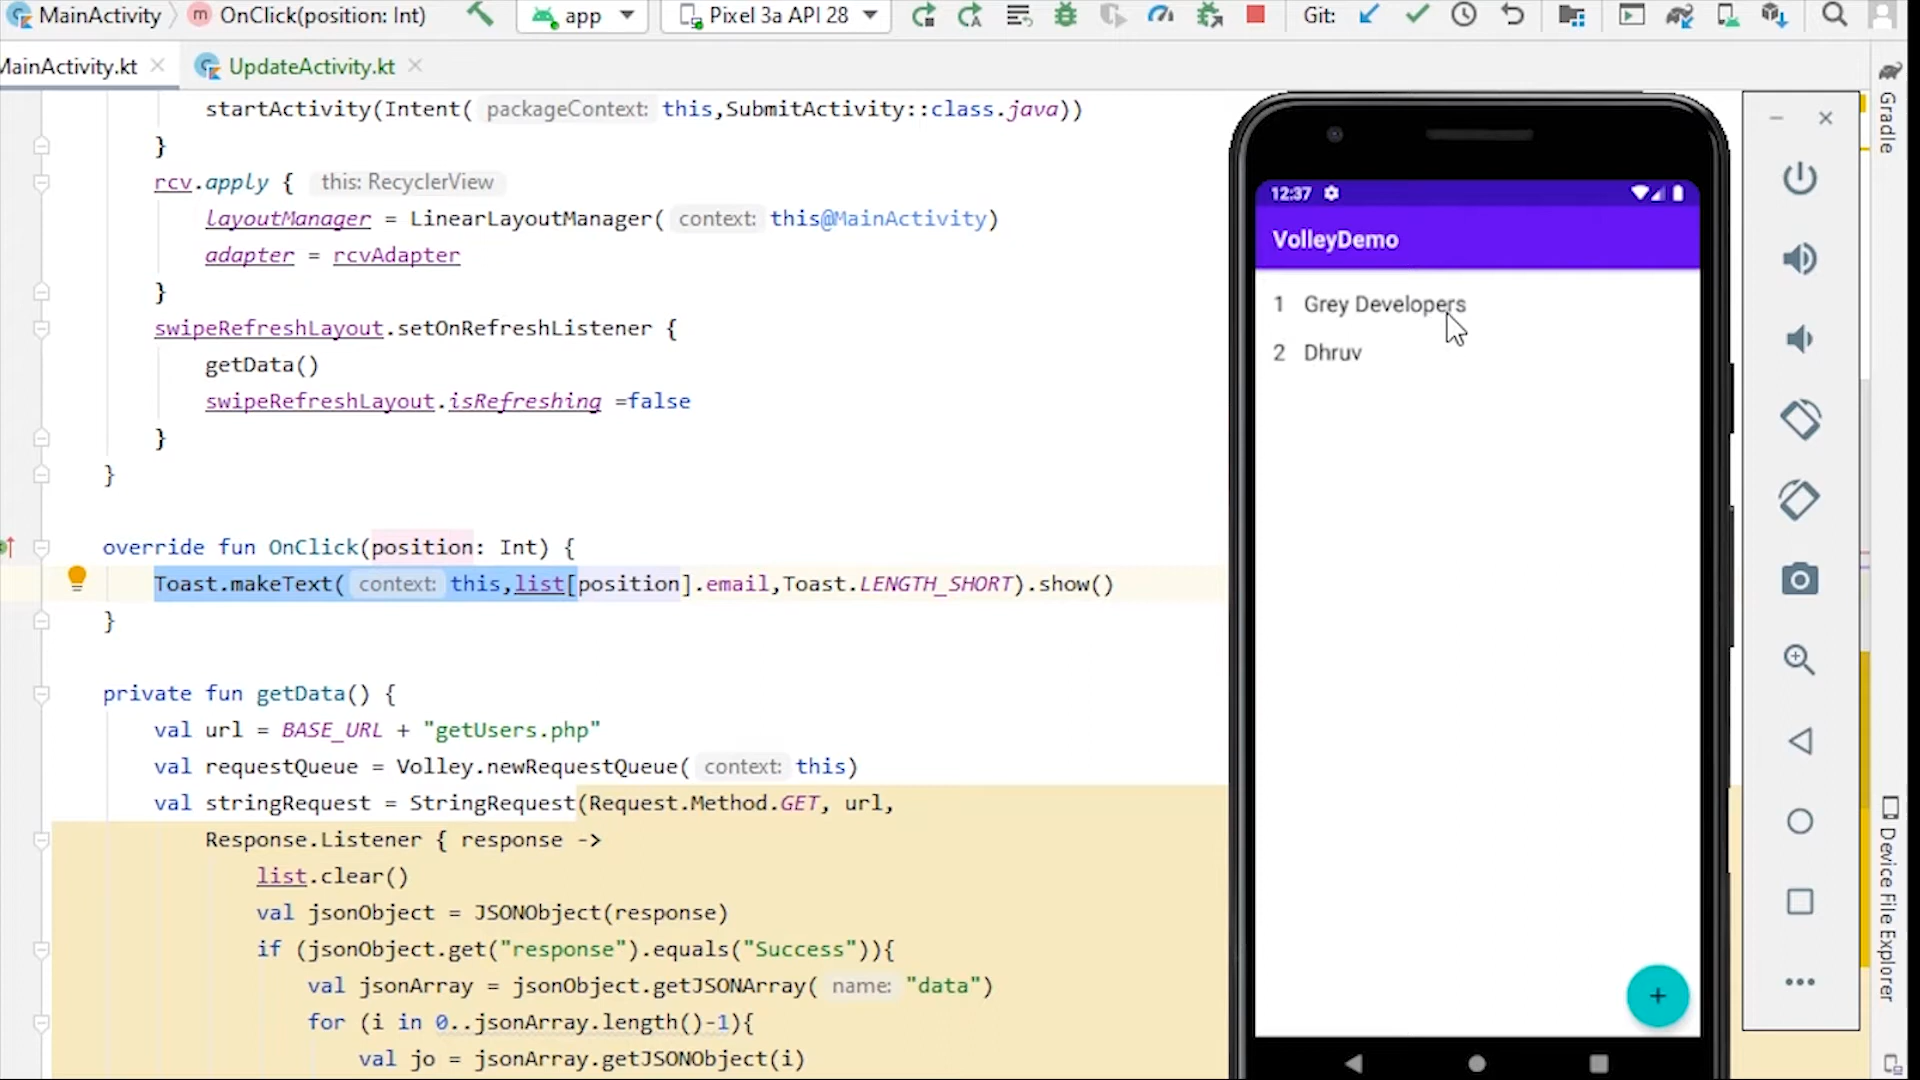 MainActivity
OnClick(position: Int)
app
Pixel 3a API 28
Git:
MainActivity.kt
UpdateActivity.kt
startActivity(Intent( packageContext: this,SubmitActivity::class.java))
}
rcv.apply { this: RecyclerView
layoutManager = LinearLayoutManager( context: this@MainActivity)
adapter = rcvAdapter
}
swipeRefreshLayout.setOnRefreshListener {
getData()
swipeRefreshLayout.isRefreshing =false
}
}
override fun OnClick(position: Int) {
Toast.makeText( context: this,list[position].email,Toast.LENGTH_SHORT).show()
}
private fun getData() {
val url = BASE_URL + "getUsers.php"
val requestQueue = Volley.newRequestQueue( context: this)
val stringRequest = StringRequest(Request.Method.GET, url,
Response.Listener { response ->
list.clear()
val jsonObject = JSONObject(response)
if (jsonObject.get("response").equals("Success")){
val jsonArray = jsonObject.getJSONArray( name: "data")
for (i in 0..jsonArray.length()-1){
val jo = jsonArray.getJSONObject(i)
12:37
VolleyDemo
1 Grey Developers
2 Dhruv
+
Gradle
Device File Explorer